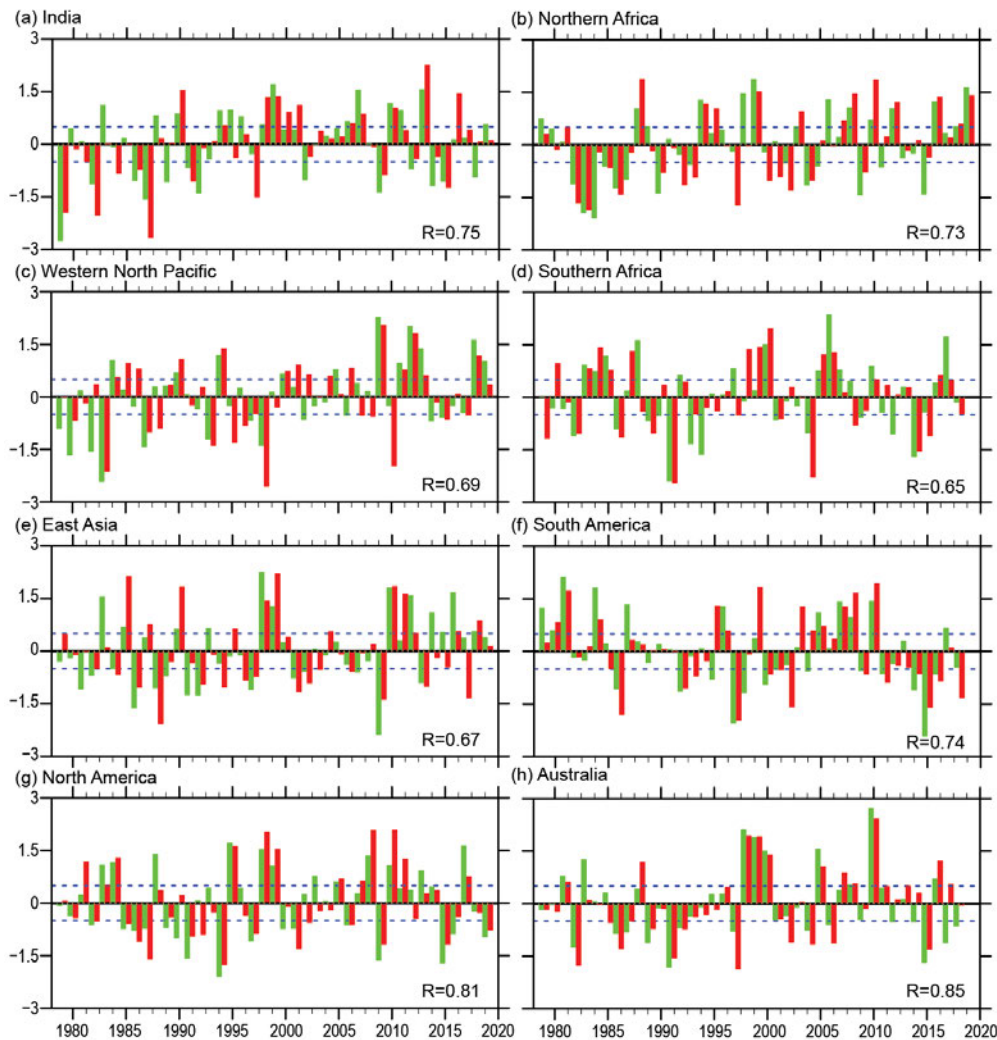 (a) India
(b) Northern Africa
3
1.5
0
−1.5
−3
R=0.75
R=0.73
(c) Western North Pacific
(d) Southern Africa
3
1.5
0
−1.5
−3
R=0.69
R=0.65
(e) East Asia
(f) South America
3
1.5
0
−1.5
−3
R=0.67
R=0.74
(g) North America
(h) Australia
3
1.5
0
−1.5
−3
R=0.81
R=0.85
1980 1985 1990 1995 2000 2005 2010 2015 2020
1980 1985 1990 1995 2000 2005 2010 2015 2020